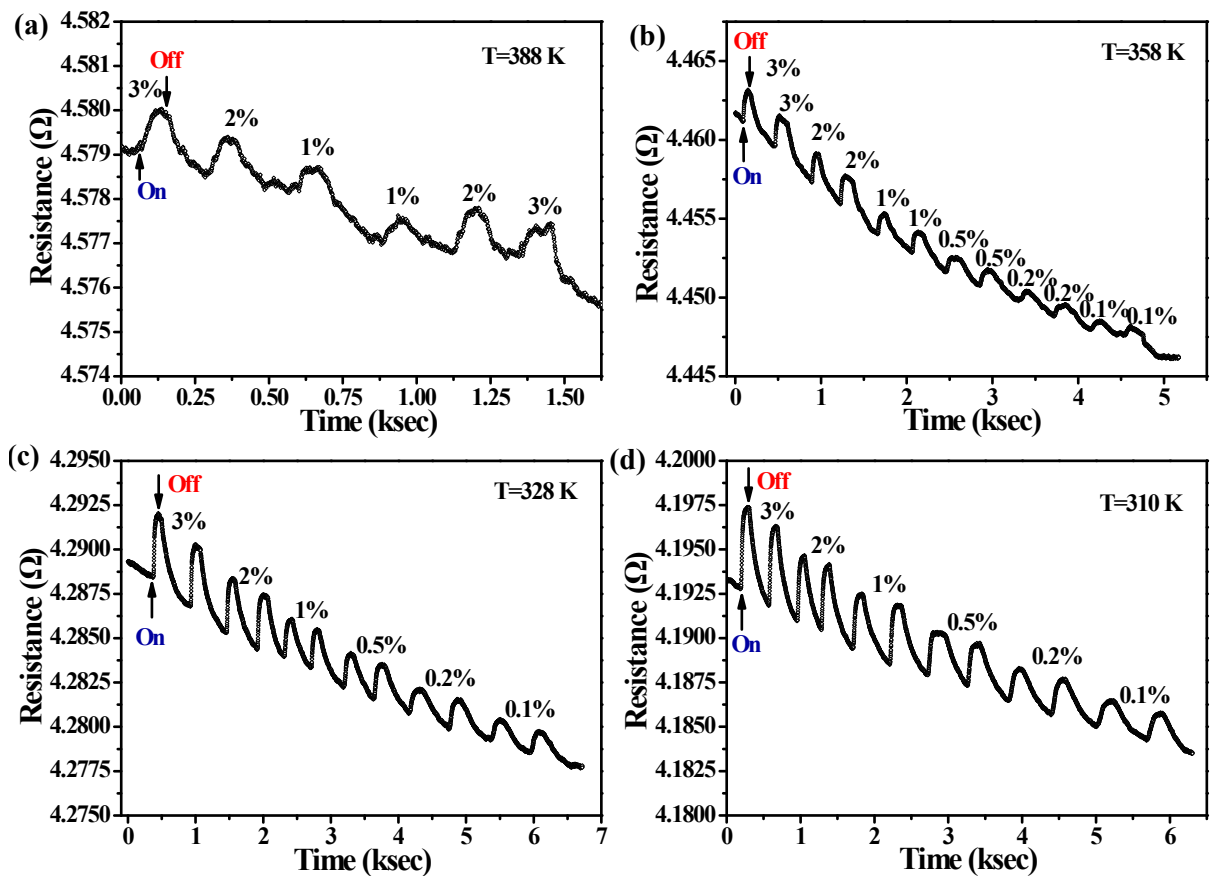 (a)
4.582
4.581
4.580
4.579
4.578
4.577
4.576
4.575
4.574
Resistance (Ω)
0.00 0.25 0.50 0.75 1.00 1.25 1.50
Time (ksec)
T=388 K
Off
On
3%
2%
1%
1%
2%
3%
(b)
4.465
4.460
4.455
4.450
4.445
Resistance (Ω)
0 1 2 3 4 5
Time (ksec)
T=358 K
Off
On
3%
3%
2%
2%
1%
1%
0.5%
0.5%
0.2%
0.2%
0.1%
0.1%
(c)
4.2950
4.2925
4.2900
4.2875
4.2850
4.2825
4.2800
4.2775
4.2750
Resistance (Ω)
0 1 2 3 4 5 6 7
Time (ksec)
T=328 K
Off
On
3%
2%
1%
0.5%
0.2%
0.1%
(d)
4.2000
4.1975
4.1950
4.1925
4.1900
4.1875
4.1850
4.1825
4.1800
Resistance (Ω)
0 1 2 3 4 5 6
Time (ksec)
T=310 K
Off
On
3%
2%
1%
0.5%
0.2%
0.1%